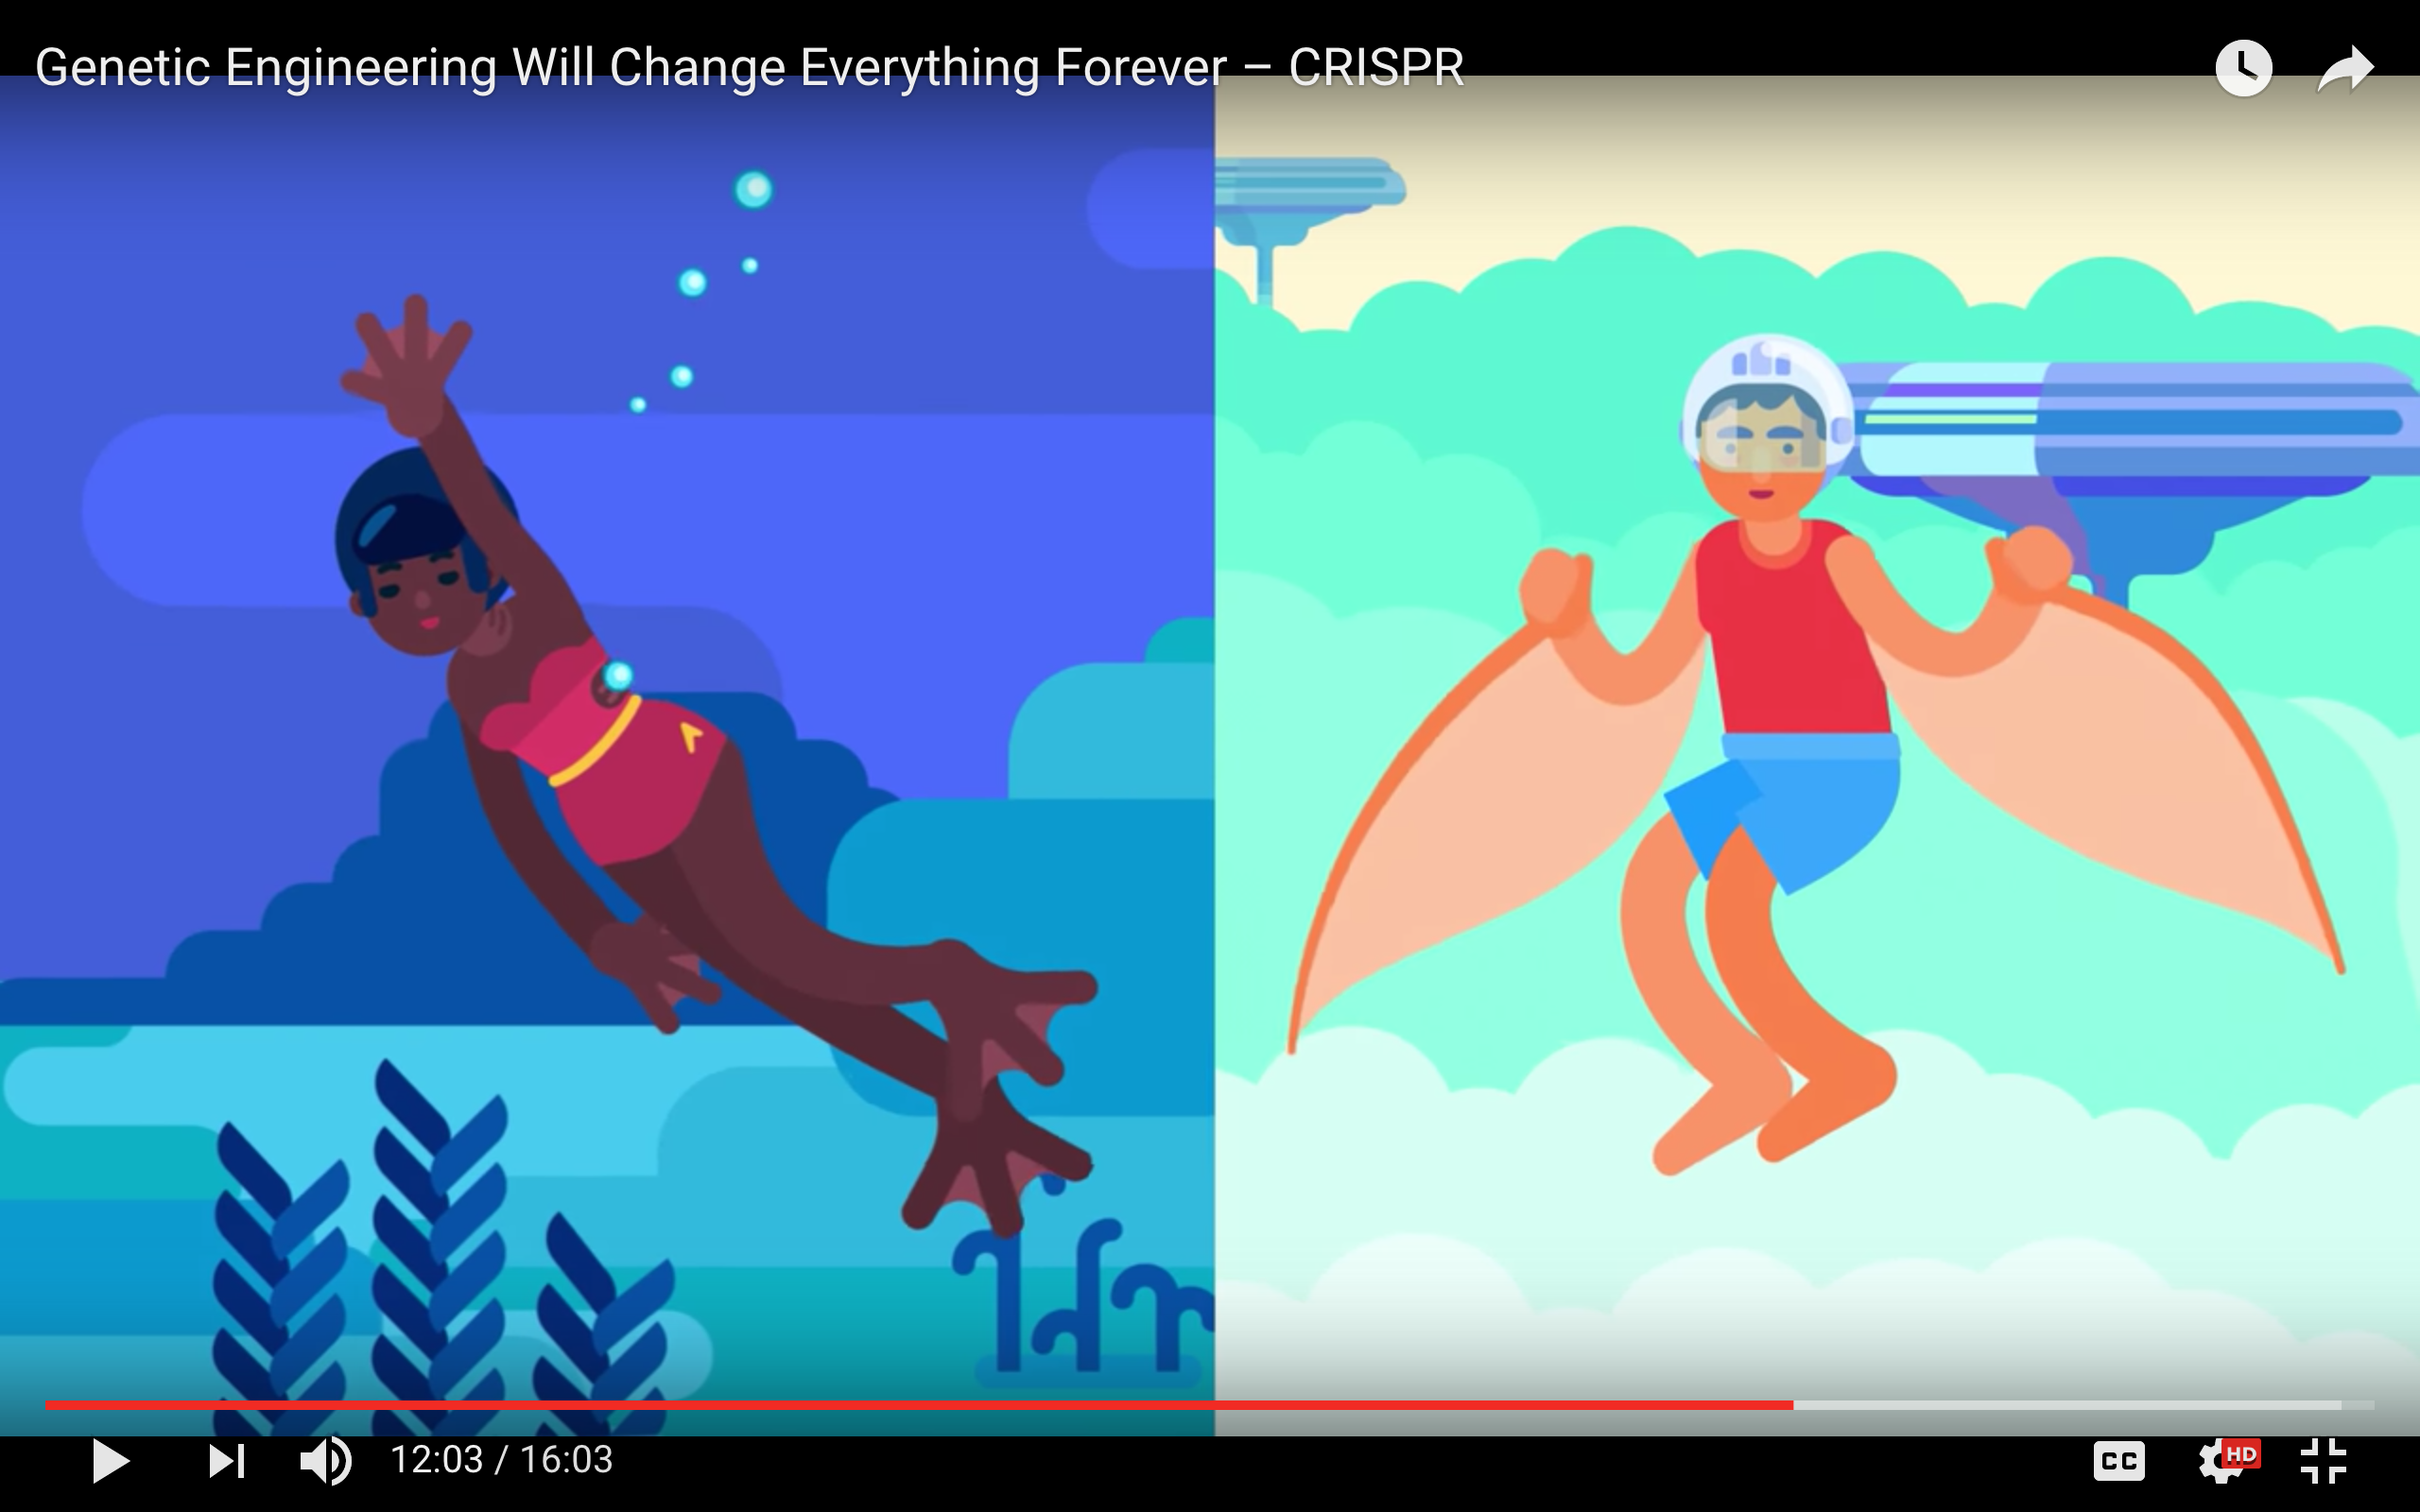 Genetic Engineering Will Change Everything Forever – CRISPR
12:03 / 16:03
CC
HD